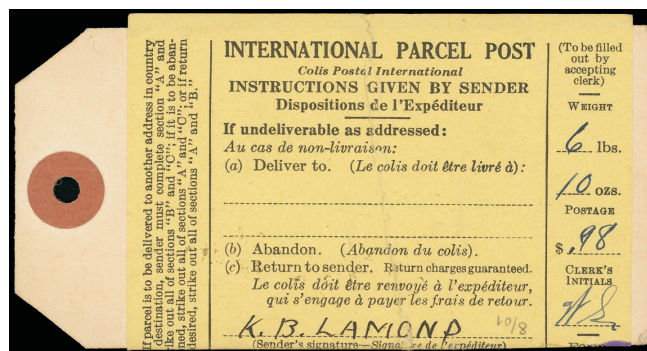 If parcel is to be delivered to another address in country
destination, sender must complete section "A" and
rike out all of sections "B" and "C"; if it is to be aban-
ned, strike out all of sections "A" and "C"; or if return
desired, strike out all of sections "A" and "B."
INTERNATIONAL PARCEL POST
Colis Postal International
INSTRUCTIONS GIVEN BY SENDER
Dispositions de l'Expéditeur
If undeliverable as addressed:
Au cas de non-livraison:
(a) Deliver to. (Le colis doit être livré à):
(b) Abandon. (Abandon du colis).
(c) Return to sender. Return charges guaranteed.
Le colis doit être renvoyé à l'expéditeur,
qui s'engage à payer les frais de retour.
K. B. LAMOND
(Sender's signature—Signature de l'expéditeur)
10/8
(To be filled
out by
accepting
clerk)
WEIGHT
6 lbs.
10 ozs.
POSTAGE
$ .98
CLERK'S
INITIALS